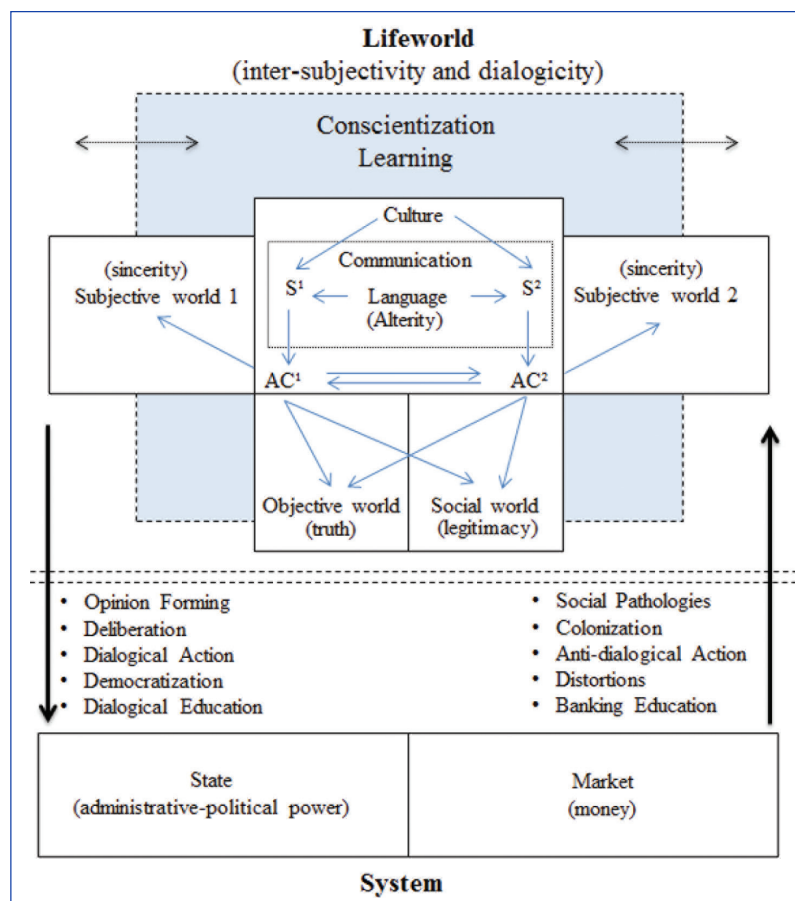 Lifeworld
(inter-subjectivity and dialogicity)
Conscientization
Learning
Culture
Communication
(sincerity)
Subjective world 1
S¹
Language
(Alterity)
S²
(sincerity)
Subjective world 2
AC¹
AC²
Objective world
(truth)
Social world
(legitimacy)
• Opinion Forming
• Deliberation
• Dialogical Action
• Democratization
• Dialogical Education
• Social Pathologies
• Colonization
• Anti-dialogical Action
• Distortions
• Banking Education
State
(administrative-political power)
Market
(money)
System